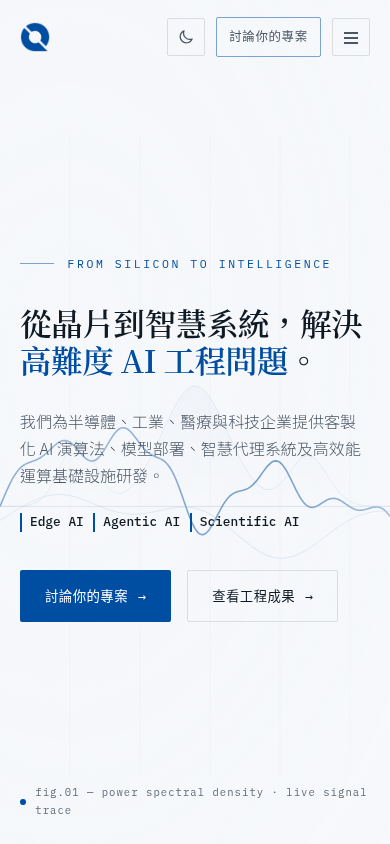 討論你的專案
FROM SILICON TO INTELLIGENCE
從晶片到智慧系統，解決
高難度 AI 工程問題。
我們為半導體、工業、醫療與科技企業提供客製
化 AI 演算法、模型部署、智慧代理系統及高效能
運算基礎設施研發。
Edge AI Agentic AI Scientific AI
討論你的專案 → 查看工程成果 →
fig.01 — power spectral density · live signal
trace